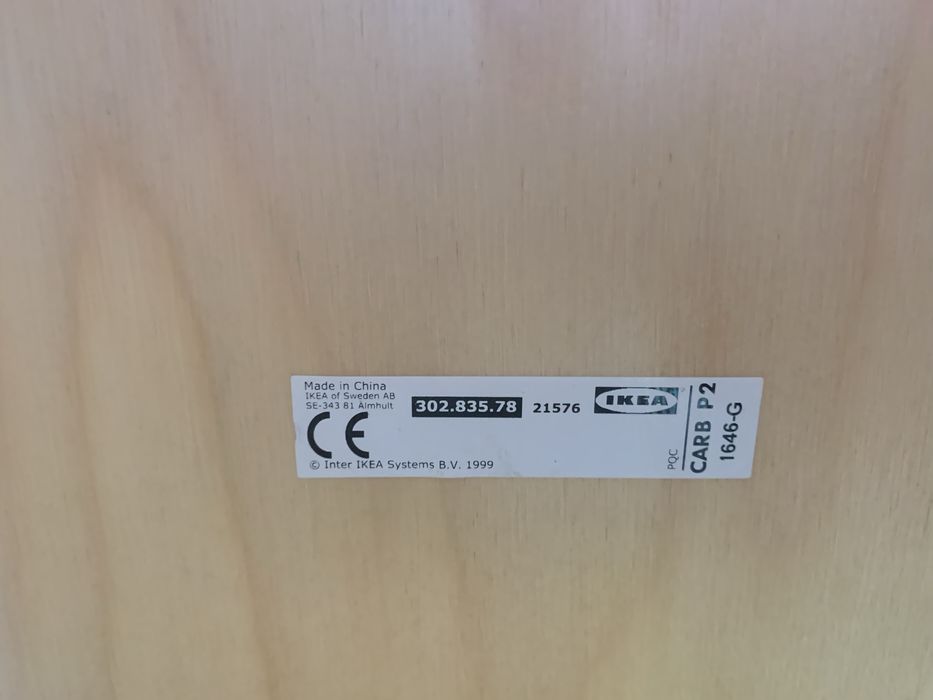 Made in China
IKEA of Sweden AB
SE-343 81 Älmhult
302.835.78
21576
IKEA
CE
© Inter IKEA Systems B.V. 1999
PQC
CARB P2
1646-G